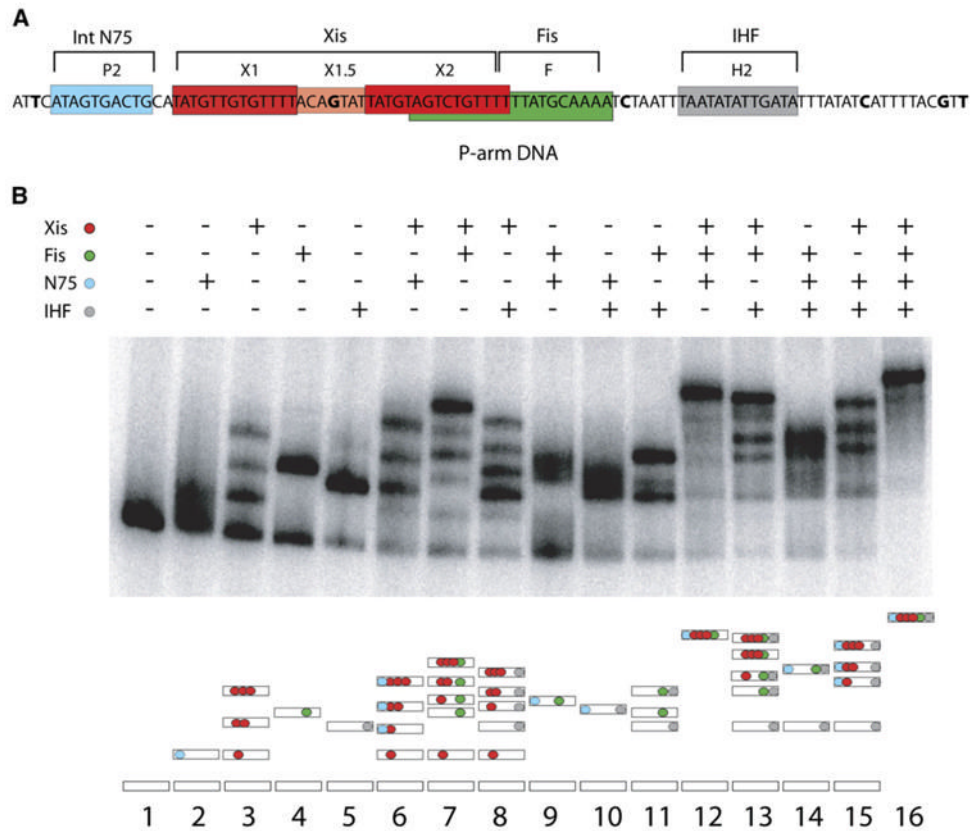 A
Int N75 Xis Fis IHF
P2 X1 X1.5 X2 F H2
ATTCATAGTGACTGCATATGTTGTGTTTTACAGTATTATGTAGTCTGTTTTTTATGCAAAATCTAATTTAATATATTGATATTTATATCATTTTACGTT
P-arm DNA
B
Xis - - + - - + + + - - - + + - + +
Fis - - - + - - + - + - + + + + - +
N75 - + - - - + - - + + - + - + + +
IHF - - - - + - - + - + + - + + + +
1 2 3 4 5 6 7 8 9 10 11 12 13 14 15 16